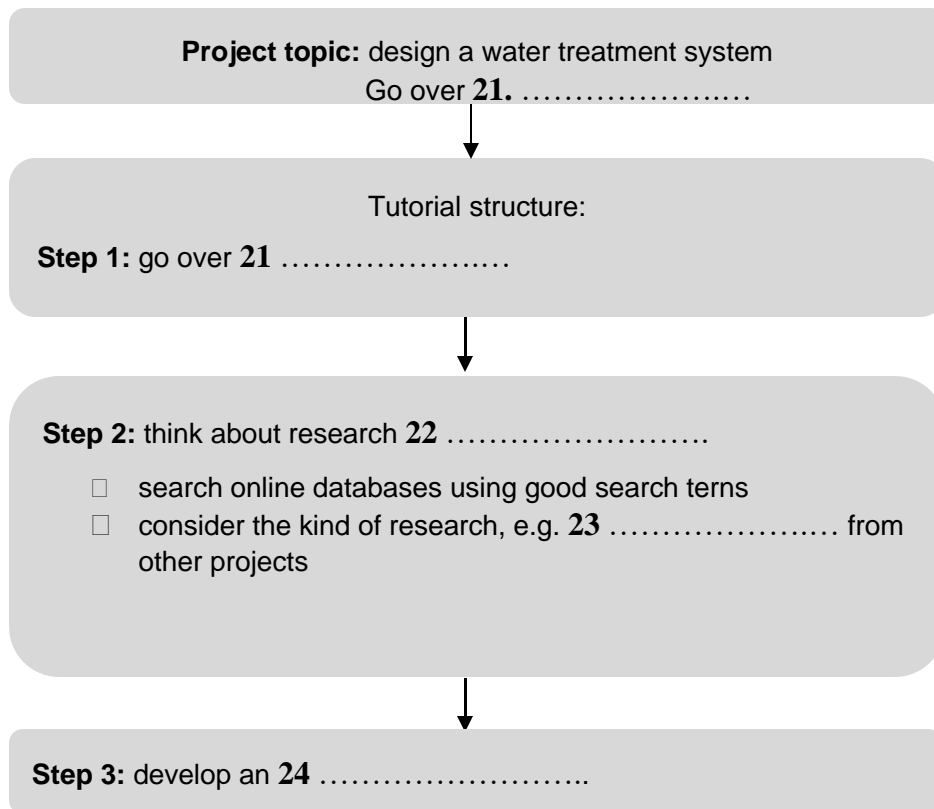 Project topic: design a water treatment system
Go over 21. ………………….…
Tutorial structure:
Step 1: go over 21 ………………….…
Step 2: think about research 22 …………………….
□ search online databases using good search terns
□ consider the kind of research, e.g. 23 ………………….… from
other projects
Step 3: develop an 24 ……………………..